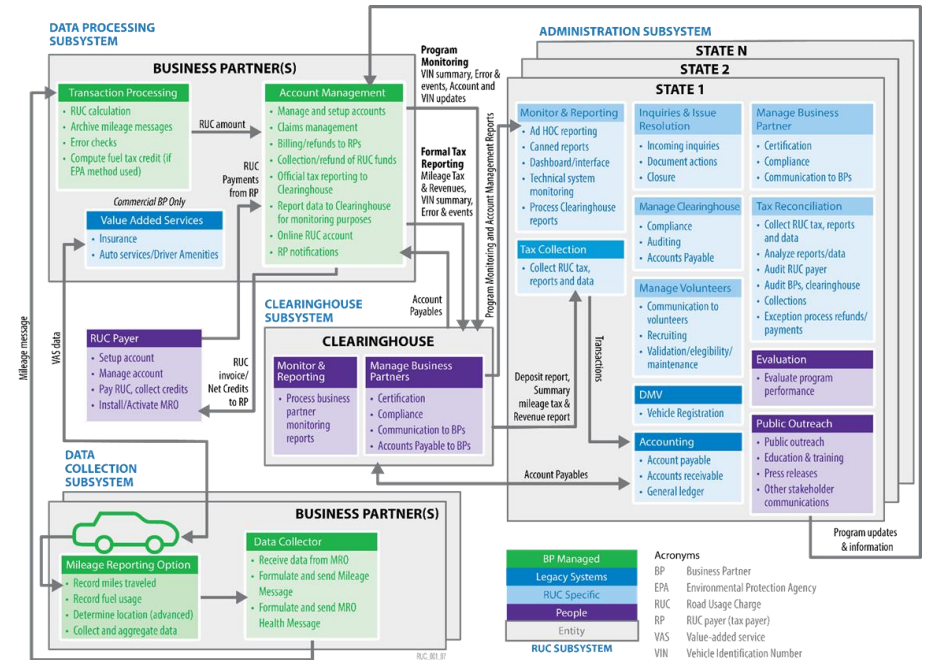 DATA PROCESSING
SUBSYSTEM
BUSINESS PARTNER(S)
Transaction Processing
• RUC calculation
• Archive mileage messages
• Error checks
• Compute fuel tax credit (if
EPA method used)
RUC amount
Account Management
• Manage and setup accounts
• Claims management
• Billing/refunds to RPs
• Collection/refund of RUC funds
• Official tax reporting to
Clearinghouse
• Report data to Clearinghouse
for monitoring purposes
• Online RUC account
• RP notifications
RUC
Payments
from RP
Commercial BP Only
Value Added Services
• Insurance
• Auto services/Driver Amenities
Program
Monitoring
VIN summary, Error &
events, Account and
VIN updates
Formal Tax
Reporting
Mileage Tax
& Revenues,
VIN summary,
Error & events
Program Monitoring and Account Management Reports
Account
Payables
Mileage message
VAS data
RUC Payer
• Setup account
• Manage account
• Pay RUC, collect credits
• Install/Activate MRO
RUC
invoice/
Net Credits
to RP
CLEARINGHOUSE
SUBSYSTEM
CLEARINGHOUSE
Monitor &
Reporting
• Process business
partner
monitoring
reports
Manage Business
Partners
• Certification
• Compliance
• Communication to BPs
• Accounts Payable to BPs
Deposit report,
Summary
mileage tax &
Revenue report
Transactions
Account Payables
ADMINISTRATION SUBSYSTEM
STATE N
STATE 2
STATE 1
Monitor & Reporting
• Ad HOC reporting
• Canned reports
• Dashboard/interface
• Technical system
monitoring
• Process Clearinghouse
reports
Tax Collection
• Collect RUC tax,
reports and data
Inquiries & Issue
Resolution
• Incoming inquiries
• Document actions
• Closure
Manage Clearinghouse
• Compliance
• Auditing
• Accounts Payable
Manage Volunteers
• Communication to
volunteers
• Recruiting
• Validation/elegibility/
maintenance
DMV
• Vehicle Registration
Accounting
• Account payable
• Accounts receivable
• General ledger
Manage Business
Partner
• Certification
• Compliance
• Communication to BPs
Tax Reconciliation
• Collect RUC tax, reports
and data
• Analyze reports/data
• Audit RUC payer
• Audit BPs, clearinghouse
• Collections
• Exception process refunds/
payments
Evaluation
• Evaluate program
performance
Public Outreach
• Public outreach
• Education & training
• Press releases
• Other stakeholder
communications
Program updates
& information
DATA
COLLECTION
SUBSYSTEM
BUSINESS PARTNER(S)
Mileage Reporting Option
• Record miles traveled
• Record fuel usage
• Determine location (advanced)
• Collect and aggregate data
Data Collector
• Receive data from MRO
• Formulate and send Mileage
Message
• Formulate and send MRO
Health Message
RUC_001_07
BP Managed
Legacy Systems
RUC Specific
People
Entity
RUC SUBSYSTEM
Acronyms
BP Business Partner
EPA Environmental Protection Agency
RUC Road Usage Charge
RP RUC payer (tax payer)
VAS Value-added service
VIN Vehicle Identification Number